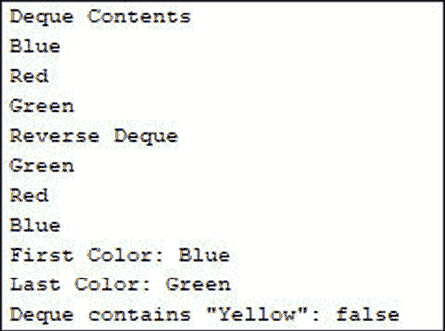 Deque Contents
Blue
Red
Green
Reverse Deque
Green
Red
Blue
First Color: Blue
Last Color: Green
Deque contains "Yellow": false